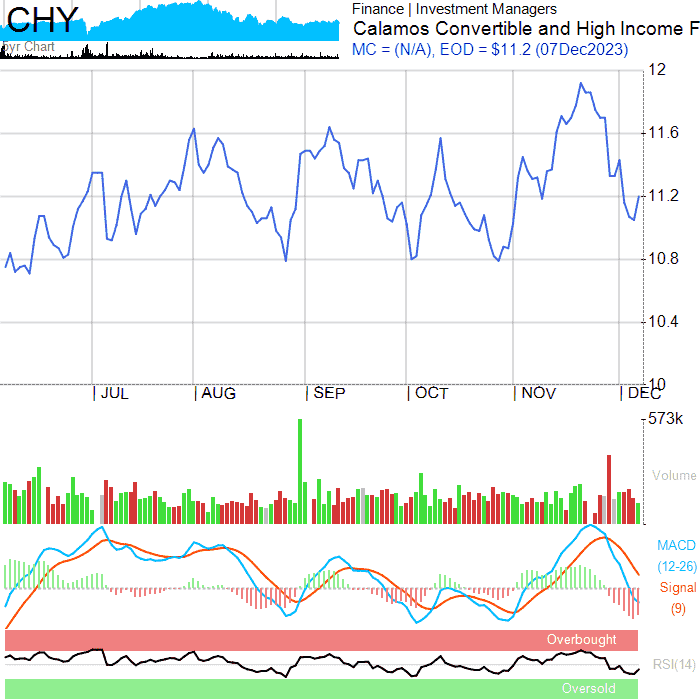 CHY
5yr Chart
Finance | Investment Managers
Calamos Convertible and High Income F
MC = (N/A), EOD = $11.2 (07Dec2023)
12
11.6
11.2
10.8
10.4
10
JUL AUG SEP OCT NOV DEC
573k
Volume
MACD
(12-26)
Signal
(9)
Overbought
RSI(14)
Oversold